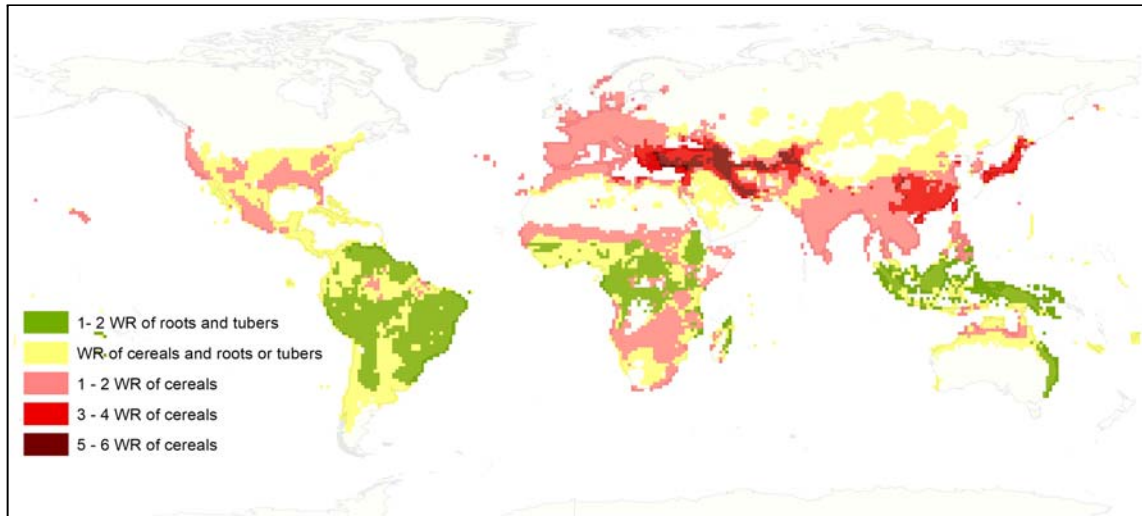 1- 2 WR of roots and tubers
WR of cereals and roots or tubers
1 - 2 WR of cereals
3 - 4 WR of cereals
5 - 6 WR of cereals